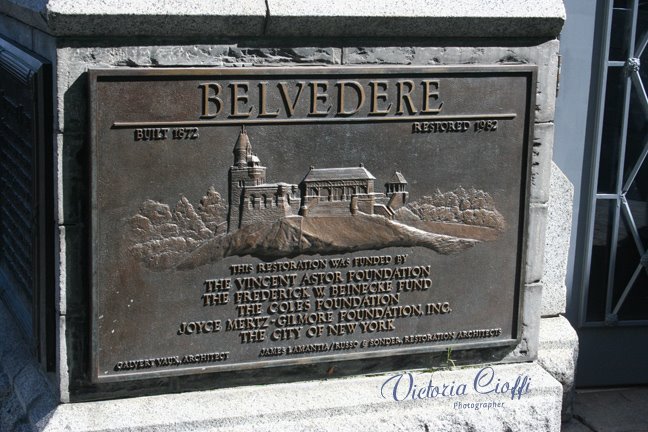 BELVEDERE
BUILT 1872 RESTORED 1982
THIS RESTORATION WAS FUNDED BY
THE VINCENT ASTOR FOUNDATION
THE FREDERICK W. BEINECKE FUND
THE COLES FOUNDATION
JOYCE MERTZ-GILMORE FOUNDATION, INC.
THE CITY OF NEW YORK
CALVERT VAUX, ARCHITECT JAMES LAMANTIA/RUSSO & SONDER, RESTORATION ARCHITECTS
Victoria Cioffi
Photographer